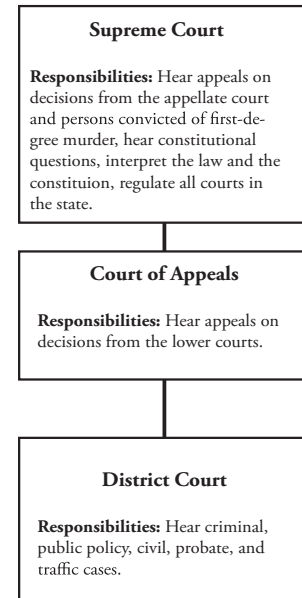 Supreme Court
Responsibilities: Hear appeals on
decisions from the appellate court
and persons convicted of first-de-
gree murder, hear constitutional
questions, interpret the law and the
constituion, regulate all courts in
the state.
Court of Appeals
Responsibilities: Hear appeals on
decisions from the lower courts.
District Court
Responsibilities: Hear criminal,
public policy, civil, probate, and
traffic cases.